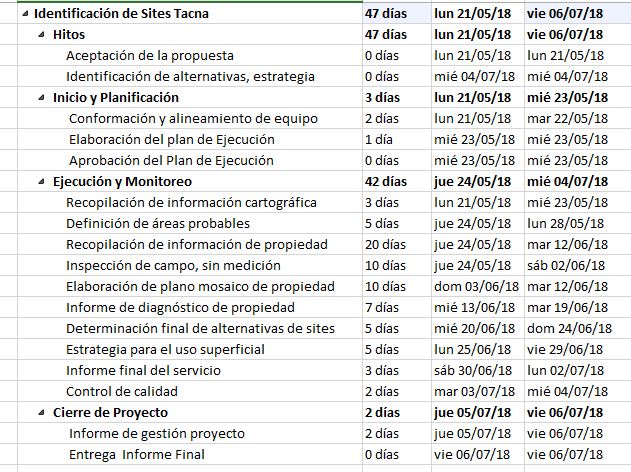 Identificación de Sites Tacna 47 días lun 21/05/18 vie 06/07/18
Hitos 47 días lun 21/05/18 vie 06/07/18
Aceptación de la propuesta 0 días lun 21/05/18 lun 21/05/18
Identificación de alternativas, estrategia 0 días mié 04/07/18 mié 04/07/18
Inicio y Planificación 3 días lun 21/05/18 mié 23/05/18
Conformación y alineamiento de equipo 2 días lun 21/05/18 mar 22/05/18
Elaboración del plan de Ejecución 1 día mié 23/05/18 mié 23/05/18
Aprobación del Plan de Ejecución 0 días mié 23/05/18 mié 23/05/18
Ejecución y Monitoreo 42 días jue 24/05/18 mié 04/07/18
Recopilación de información cartográfica 3 días lun 21/05/18 mié 23/05/18
Definición de áreas probables 5 días jue 24/05/18 lun 28/05/18
Recopilación de información de propiedad 20 días jue 24/05/18 mar 12/06/18
Inspección de campo, sin medición 10 días jue 24/05/18 sáb 02/06/18
Elaboración de plano mosaico de propiedad 10 días dom 03/06/18 mar 12/06/18
Informe de diagnóstico de propiedad 7 días mié 13/06/18 mar 19/06/18
Determinación final de alternativas de sites 5 días mié 20/06/18 dom 24/06/18
Estrategia para el uso superficial 5 días lun 25/06/18 vie 29/06/18
Informe final del servicio 3 días sáb 30/06/18 lun 02/07/18
Control de calidad 2 días mar 03/07/18 mié 04/07/18
Cierre de Proyecto 2 días jue 05/07/18 vie 06/07/18
Informe de gestión proyecto 2 días jue 05/07/18 vie 06/07/18
Entrega Informe Final 0 días vie 06/07/18 vie 06/07/18